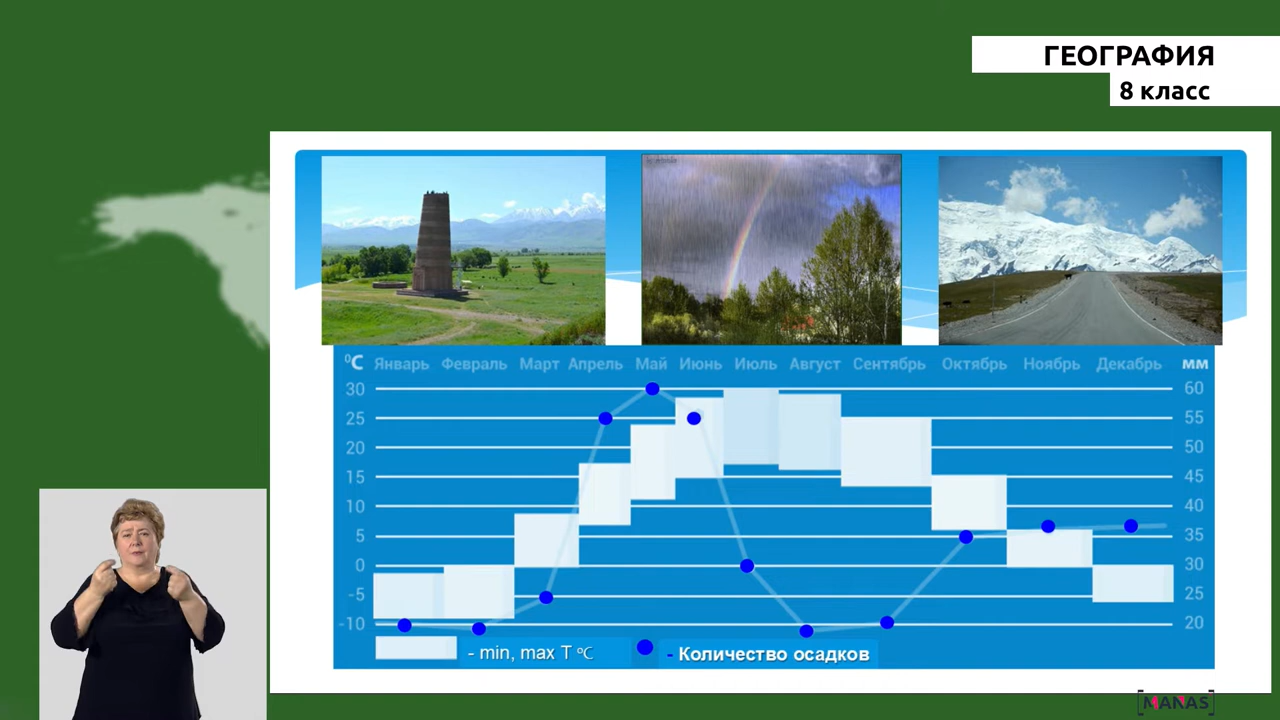 ГЕОГРАФИЯ
8 класс
⁰С Январь Февраль Март Апрель Май Июнь Июль Август Сентябрь Октябрь Ноябрь Декабрь мм
30 60
25 55
20 50
15 45
10 40
5 35
0 30
-5 25
-10 20
- min, max T ºC - Количество осадков
MANAS